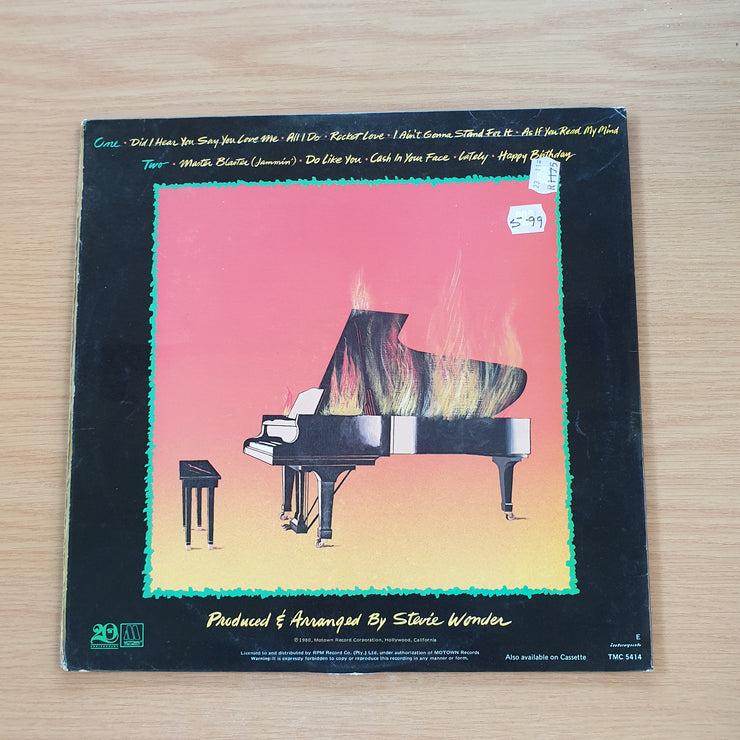 One · Did I Hear You Say You Love Me · All I Do · Rocket Love · I Ain't Gonna Stand For It · As If You Read My Mind
Two · Master Blaster (Jammin') · Do Like You · Cash In Your Face · Lately · Happy Birthday
R1175
5.99
Produced & Arranged By Stevie Wonder
© 1980, Motown Record Corporation, Hollywood, California
20
ANNIVERSARY
Licensed to and distributed by RPM Record Co. (Pty.) Ltd. under authorization of MOTOWN Records
Warning: It is expressly forbidden to copy or reproduce this recording in any manner or form.
Also available on Cassette
E
TMC 5414